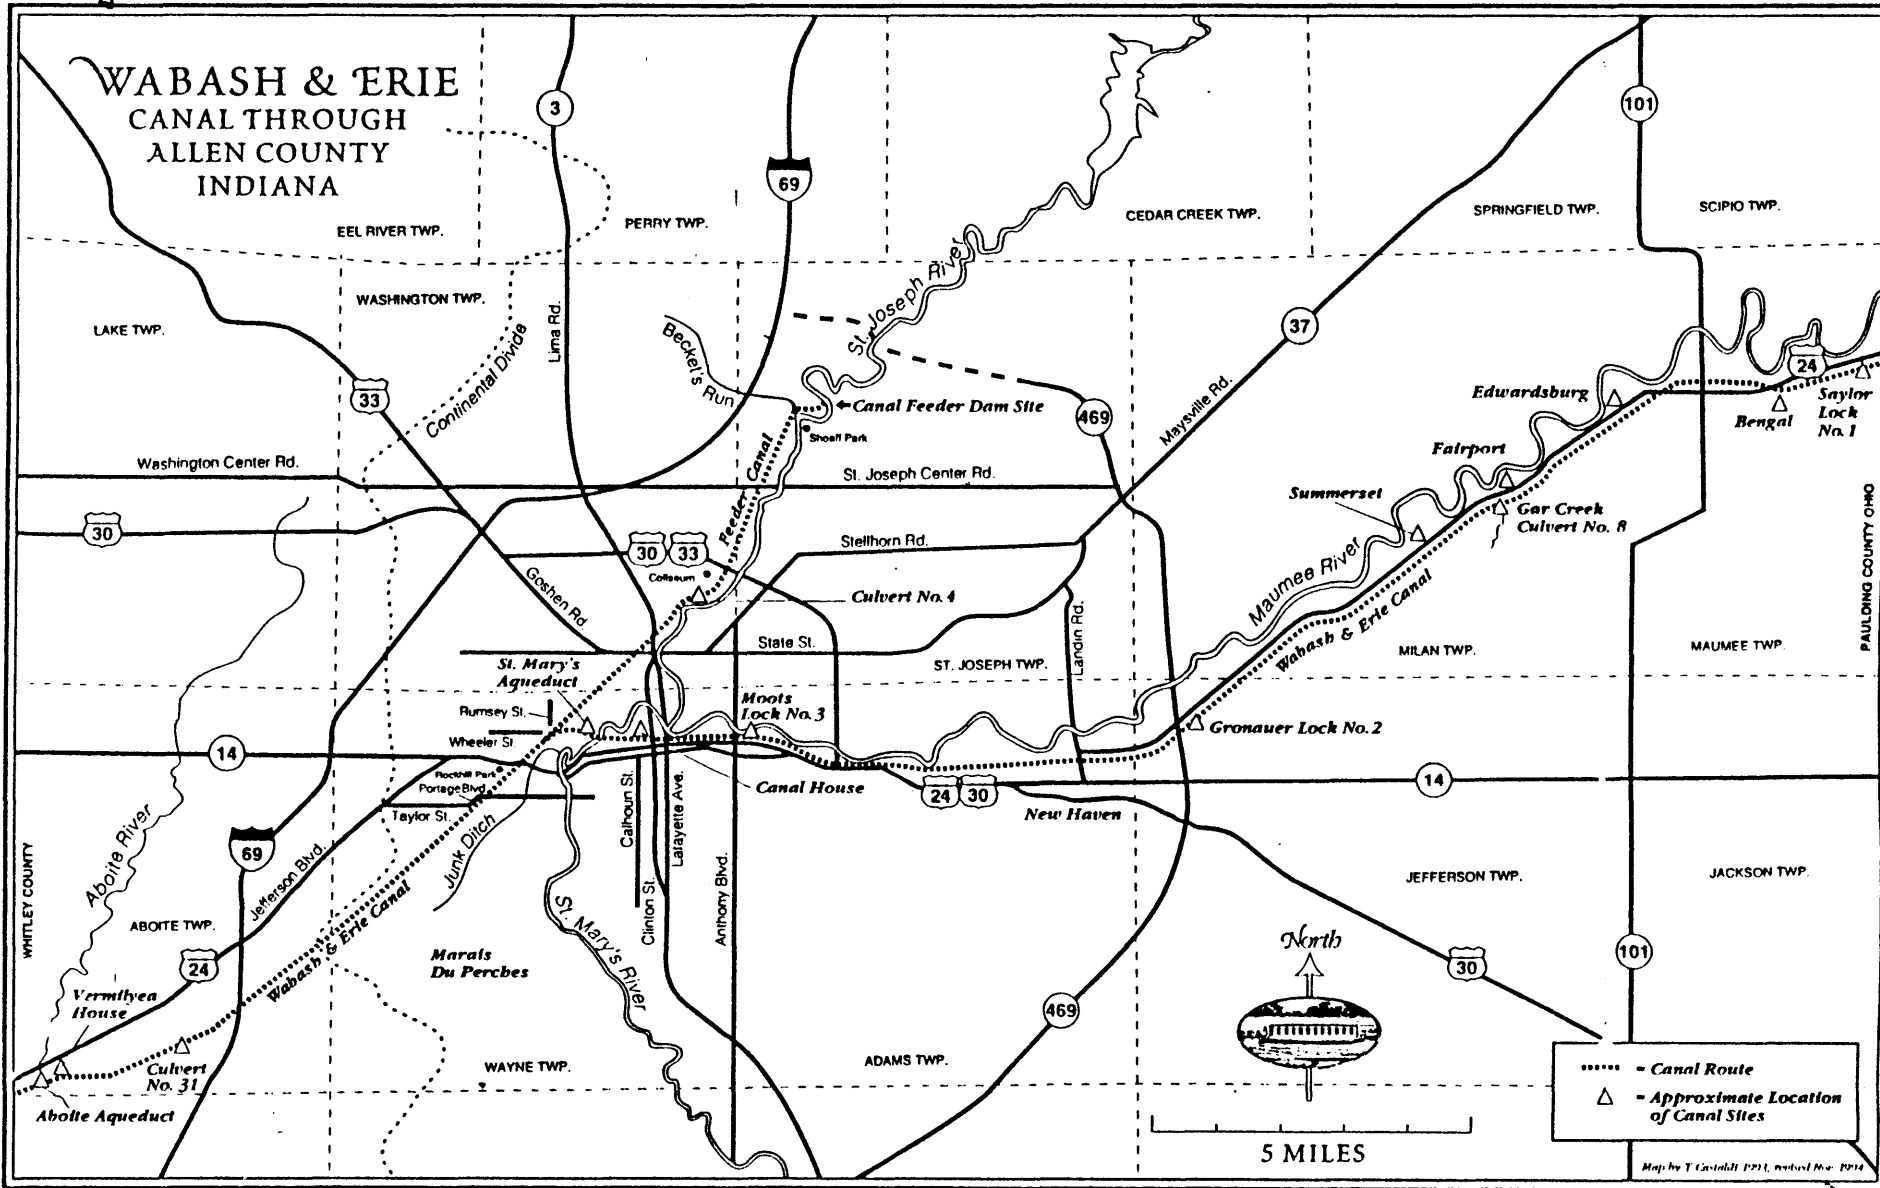 WABASH & ERIE
CANAL THROUGH
ALLEN COUNTY
INDIANA
3
69
101
EEL RIVER TWP.
PERRY TWP.
CEDAR CREEK TWP.
SPRINGFIELD TWP.
SCIPIO TWP.
WASHINGTON TWP.
LAKE TWP.
Continental Divide
Lima Rd.
Beckel's Run
St. Joseph River
37
33
Canal Feeder Dam Site
Shoaff Park
469
Maysville Rd.
Edwardsburg
24
Saylor
Lock
No. 1
Bengal
Fairport
Washington Center Rd.
St. Joseph Center Rd.
Feeder Canal
Summerset
Gar Creek
Culvert No. 8
30
30
33
Stellhorn Rd.
Coliseum
Goshen Rd.
Culvert No. 4
Maumee River
Wabash & Erie Canal
PAULDING COUNTY OHIO
State St.
Landin Rd.
ST. JOSEPH TWP.
MILAN TWP.
MAUMEE TWP.
St. Mary's
Aqueduct
Rumsey St.
Wheeler St.
Moots
Lock No. 3
Gronauer Lock No. 2
14
Rockhill Park
Portage Blvd.
Taylor St.
Canal House
24
30
14
New Haven
Junk Ditch
Calhoun St.
Lafayette Ave.
Clinton St.
Anthony Blvd.
Aboite River
69
Jefferson Blvd.
WHITLEY COUNTY
ABOITE TWP.
24
Wabash & Erie Canal
Marais
Du Perches
St. Mary's River
JEFFERSON TWP.
JACKSON TWP.
North
30
101
469
Vermilyea
House
Culvert
No. 31
Aboite Aqueduct
WAYNE TWP.
ADAMS TWP.
5 MILES
= Canal Route
= Approximate Location
of Canal Sites
Map by T Castaldi 1993, revised Nov 1994